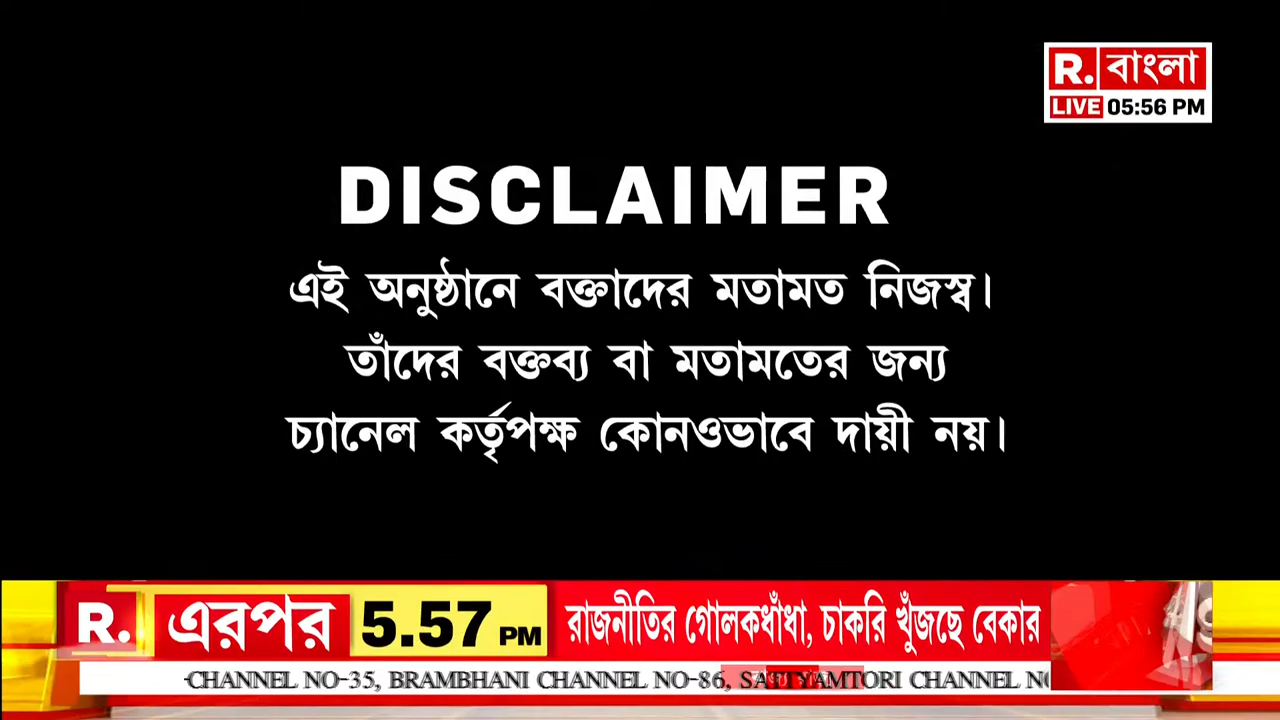 R. বাংলা
LIVE 05:56 PM
DISCLAIMER
এই অনুষ্ঠানে বক্তাদের মতামত নিজস্ব।
তাঁদের বক্তব্য বা মতামতের জন্য
চ্যানেল কর্তৃপক্ষ কোনওভাবে দায়ী নয়।
R. এরপর 5.57 PM রাজনীতির গোলকধাঁধা, চাকরি খুঁজছে বেকার
-CHANNEL NO-35, BRAMBHANI CHANNEL NO-86, CHANNEL